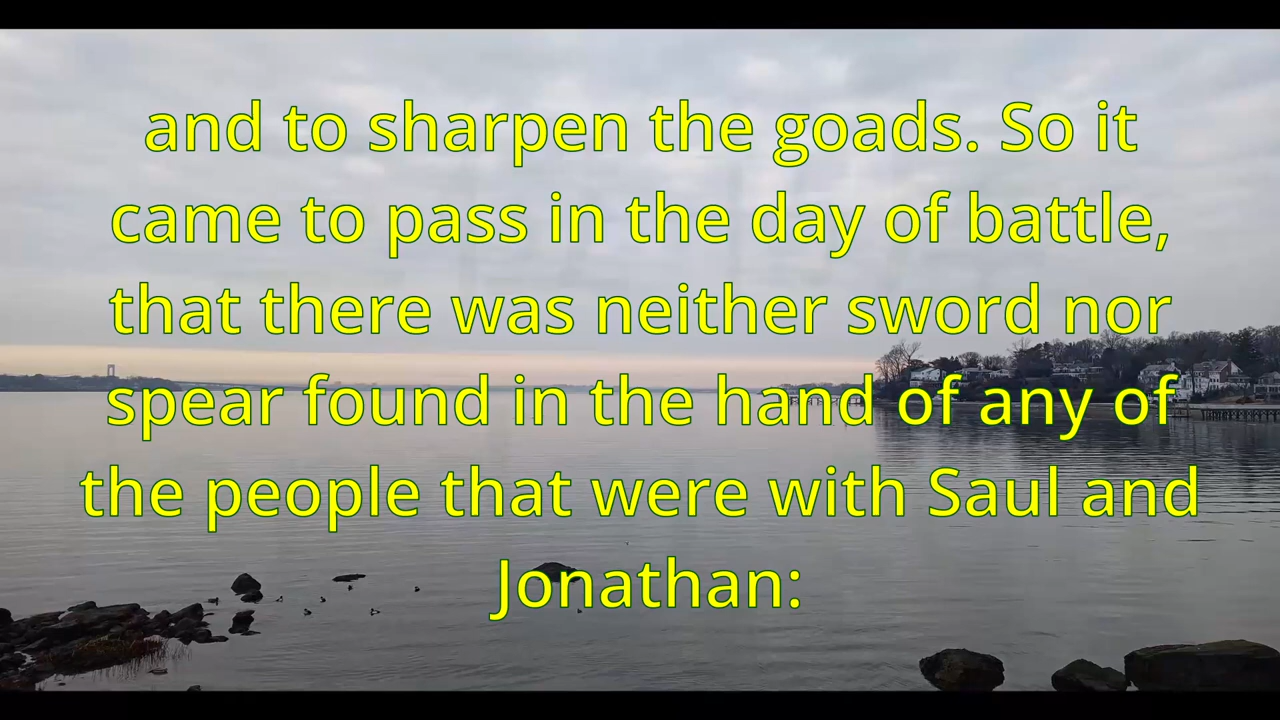 and to sharpen the goads. So it
came to pass in the day of battle,
that there was neither sword nor
spear found in the hand of any of
the people that were with Saul and
Jonathan: